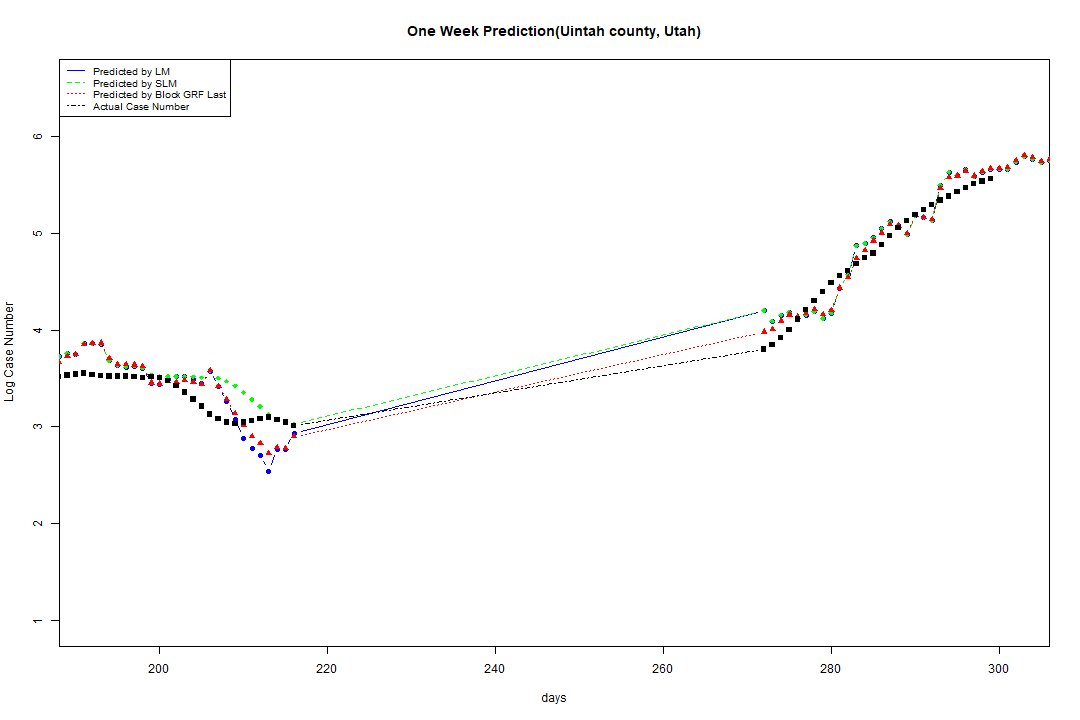 One Week Prediction(Uintah county, Utah)
Predicted by LM
Predicted by SLM
Predicted by Block GRF Last
Actual Case Number
6
5
4
3
2
1
Log Case Number
200 220 240 260 280 300
days